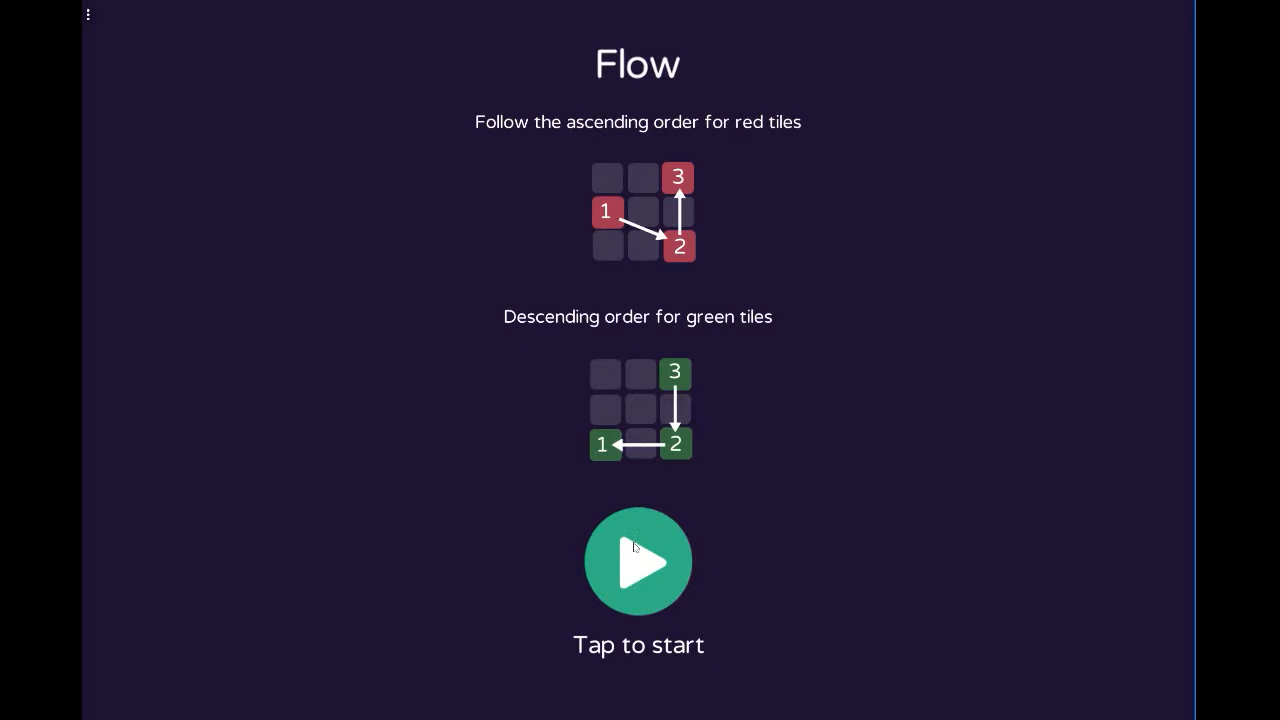 Flow
Follow the ascending order for red tiles
3
1
2
Descending order for green tiles
3
1 2
Tap to start